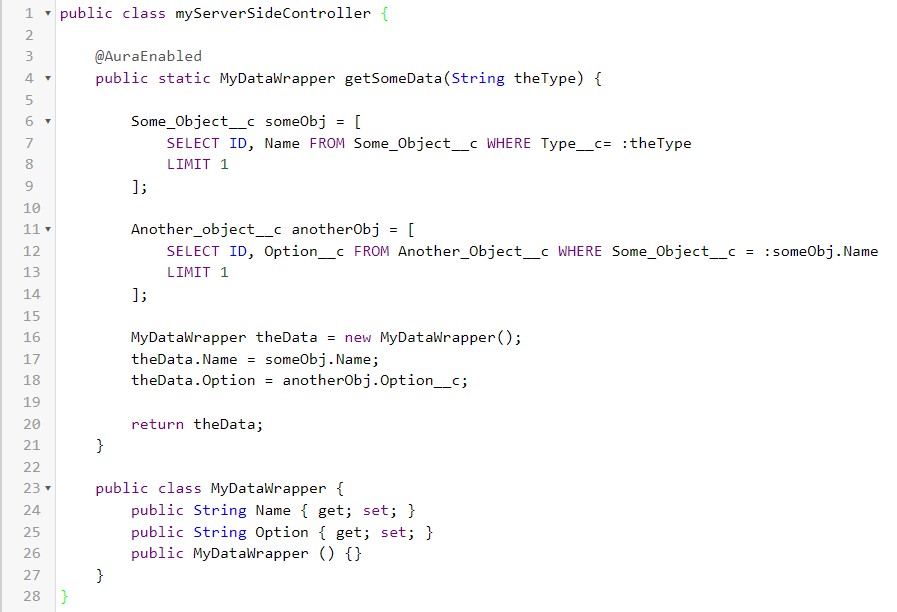 1 public class myServerSideController {
2
3     @AuraEnabled
4     public static MyDataWrapper getSomeData(String theType) {
5
6         Some_Object__c someObj = [
7             SELECT ID, Name FROM Some_Object__c WHERE Type__c= :theType
8             LIMIT 1
9         ];
10
11         Another_object__c anotherObj = [
12             SELECT ID, Option__c FROM Another_Object__c WHERE Some_Object__c = :someObj.Name
13             LIMIT 1
14         ];
15
16         MyDataWrapper theData = new MyDataWrapper();
17         theData.Name = someObj.Name;
18         theData.Option = anotherObj.Option__c;
19
20         return theData;
21     }
22
23     public class MyDataWrapper {
24         public String Name { get; set; }
25         public String Option { get; set; }
26         public MyDataWrapper () {}
27     }
28 }